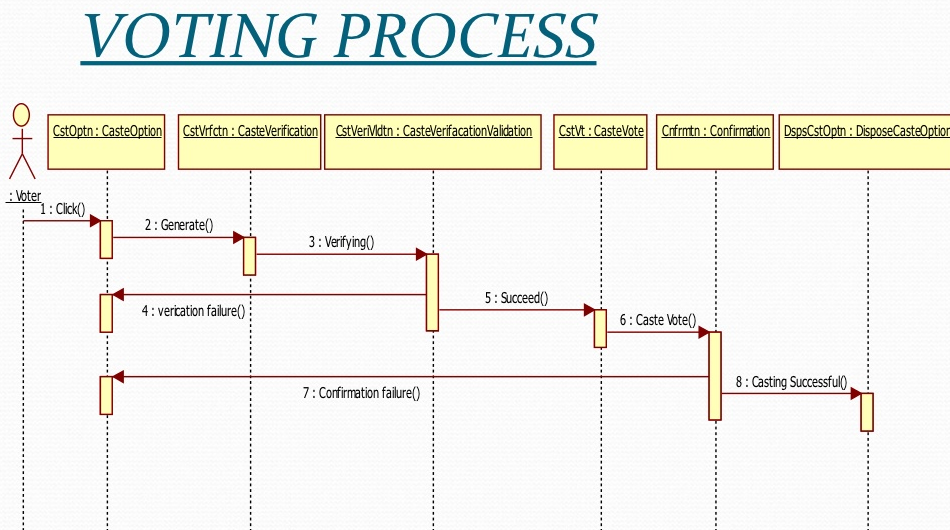 VOTING PROCESS
CstOptn : CasteOption
CstVrfctn : CasteVerification
CstVeriVldtn : CasteVerifacationValidation
CstVt : CasteVote
Cnfrmtn : Confirmation
DspsCstOptn : DisposeCasteOption
: Voter
1 : Click()
2 : Generate()
3 : Verifying()
4 : verication failure()
5 : Succeed()
6 : Caste Vote()
7 : Confirmation failure()
8 : Casting Successful()